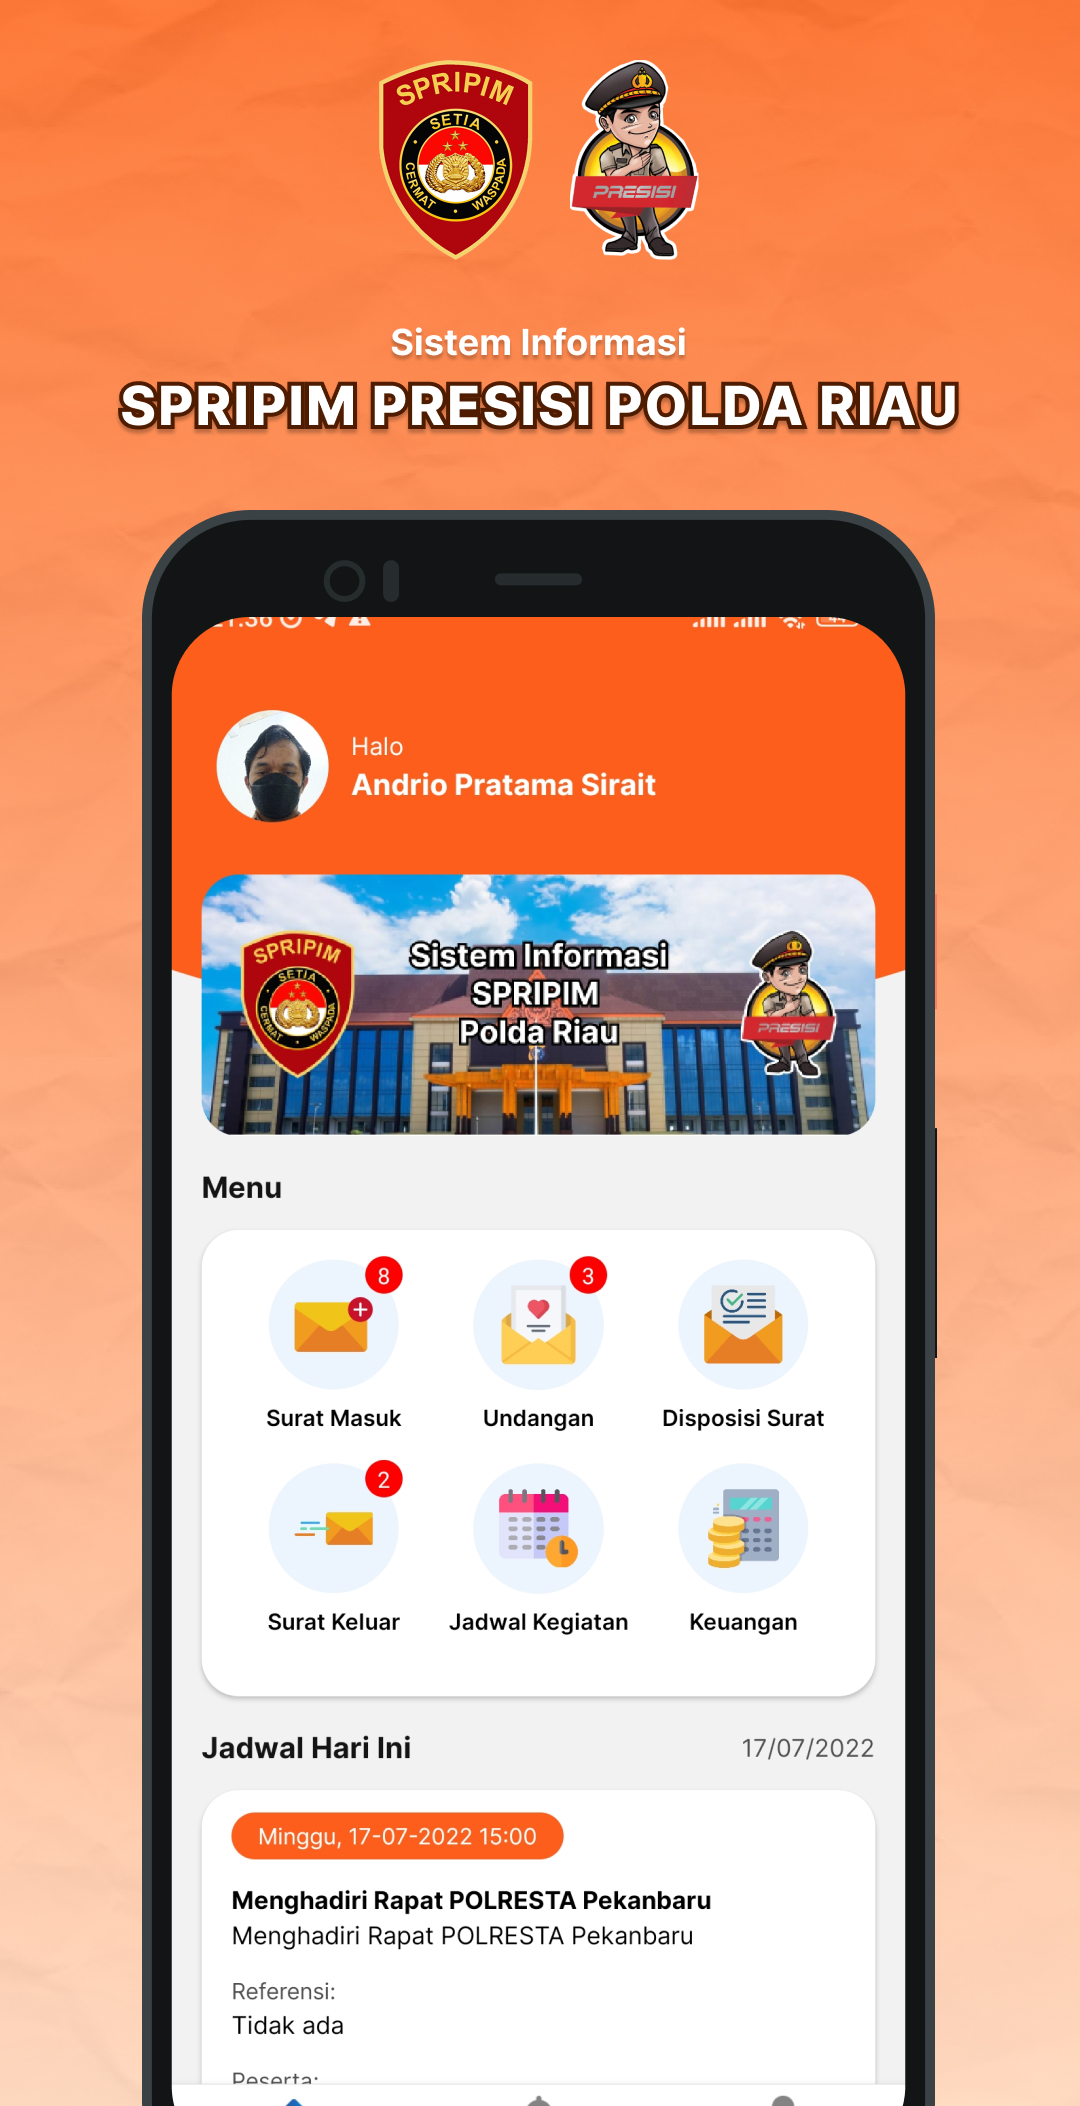 SPRIPIM
SETIA
CERMAT
WASPADA
PRESISI
Sistem Informasi
SPRIPIM PRESISI POLDA RIAU
Halo
Andrio Pratama Sirait
SPRIPIM
SETIA
CERMAT
WASPADA
Sistem Informasi
SPRIPIM
Polda Riau
PRESISI
Menu
8
3
Surat Masuk
Undangan
Disposisi Surat
2
Surat Keluar
Jadwal Kegiatan
Keuangan
Jadwal Hari Ini
17/07/2022
Minggu, 17-07-2022 15:00
Menghadiri Rapat POLRESTA Pekanbaru
Menghadiri Rapat POLRESTA Pekanbaru
Referensi:
Tidak ada
Peserta: